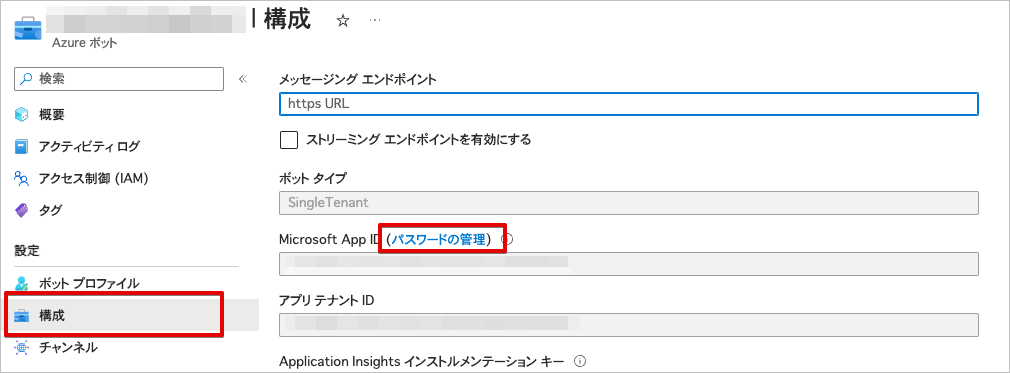 | 構成 ☆ …
Azure ボット
検索 «
概要
アクティビティ ログ
アクセス制御 (IAM)
タグ
設定
ボット プロファイル
構成
チャンネル
メッセージング エンドポイント
https URL
ストリーミング エンドポイントを有効にする
ボット タイプ
SingleTenant
Microsoft App ID (パスワードの管理)
アプリ テナント ID
Application Insights インストルメンテーション キー